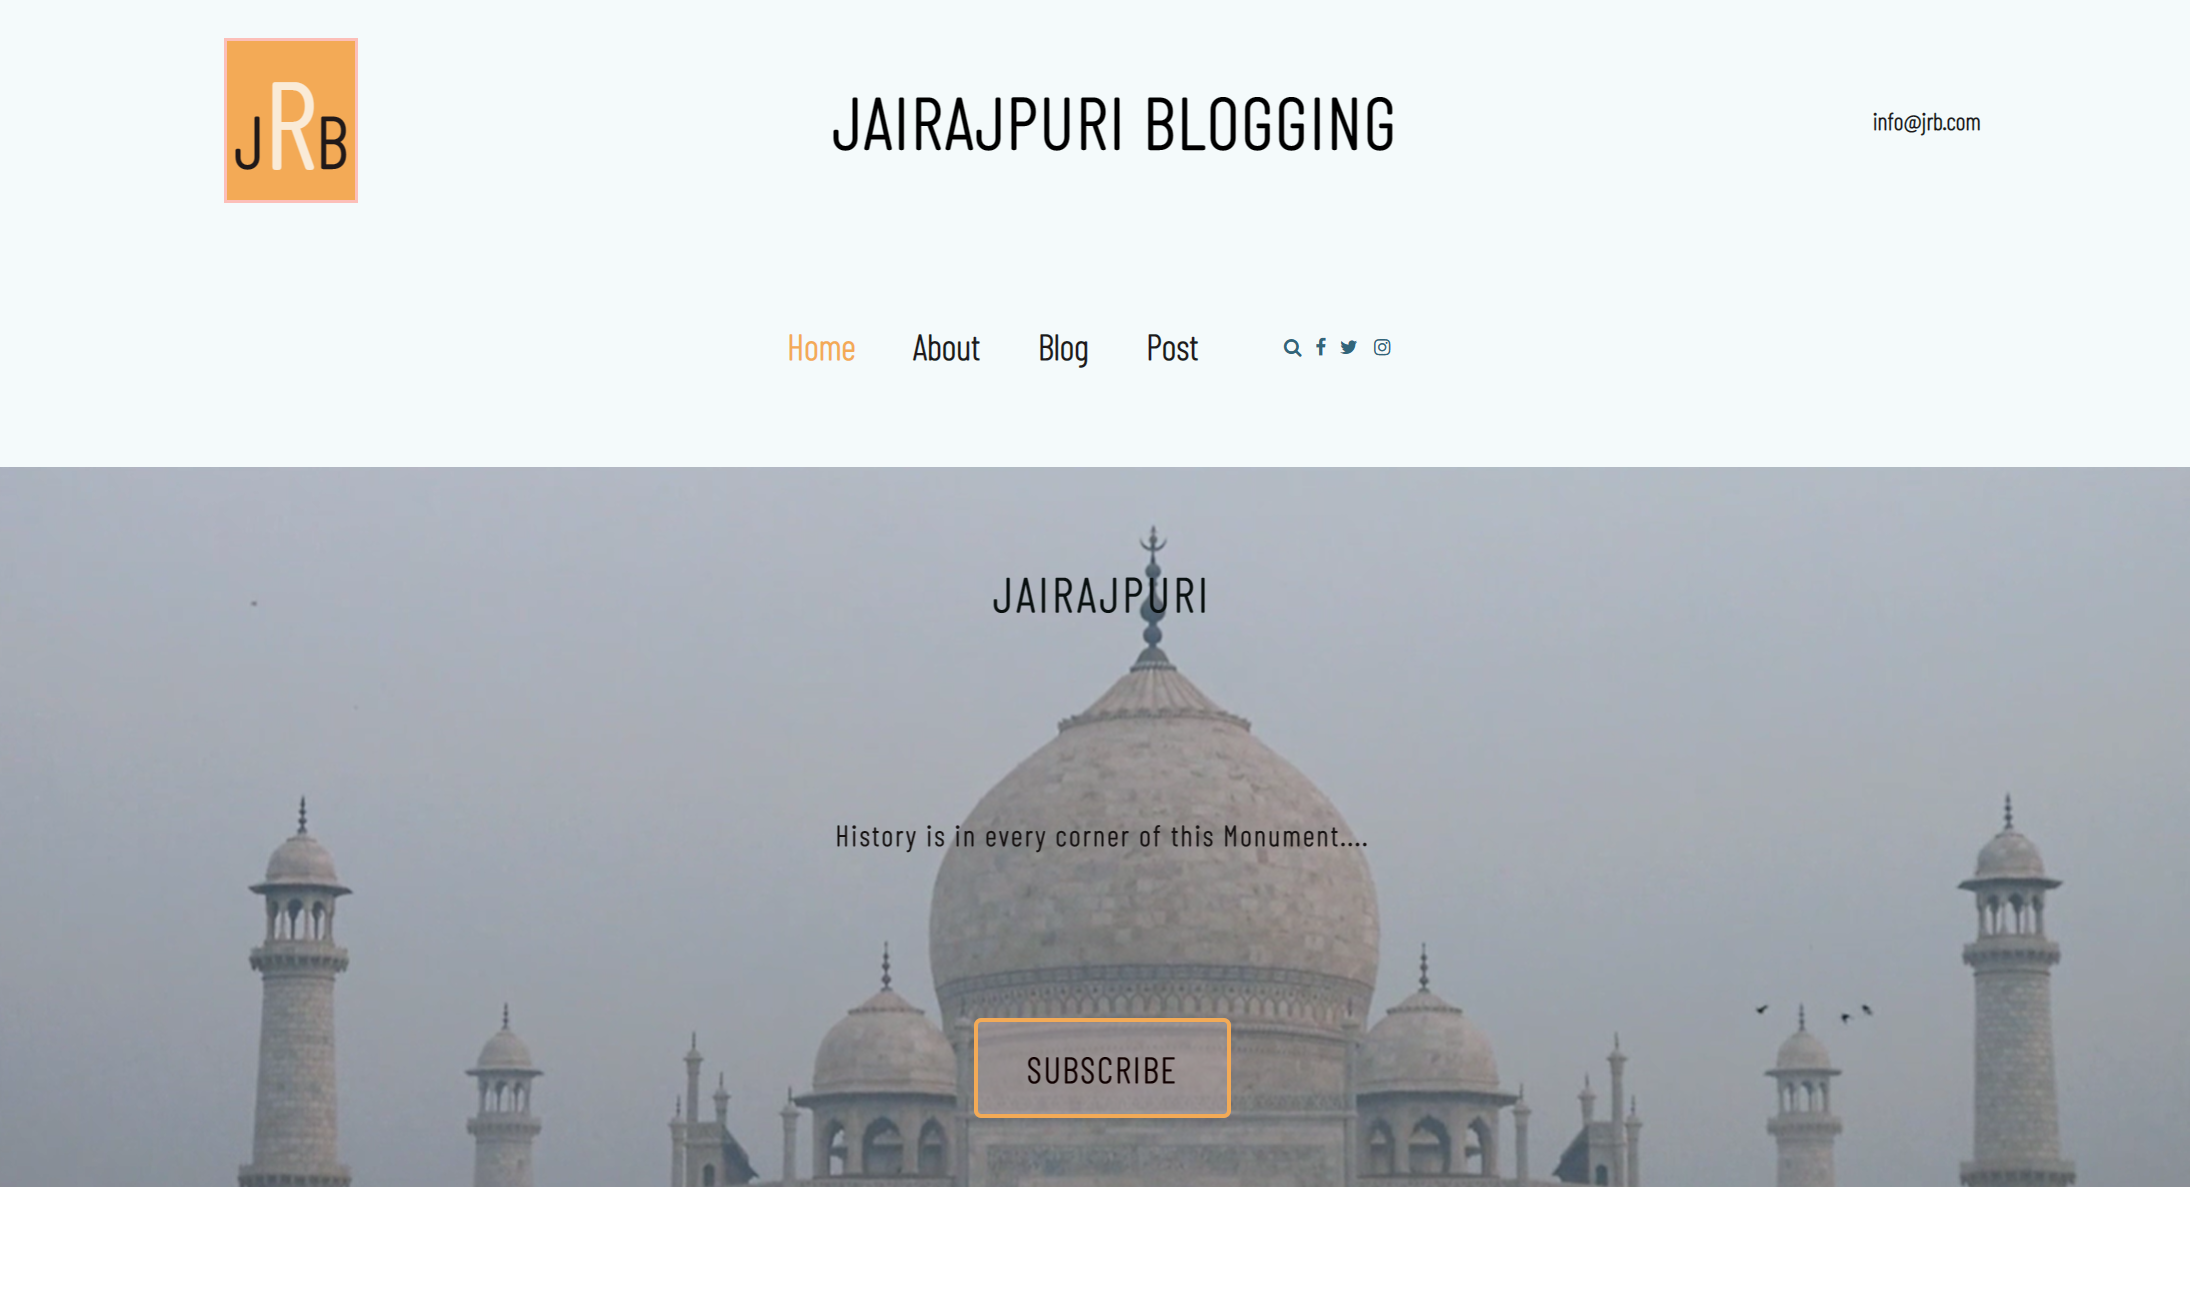 JRB
JAIRAJPURI BLOGGING
info@jrb.com
Home About Blog Post
JAIRAJPURI
History is in every corner of this Monument....
SUBSCRIBE